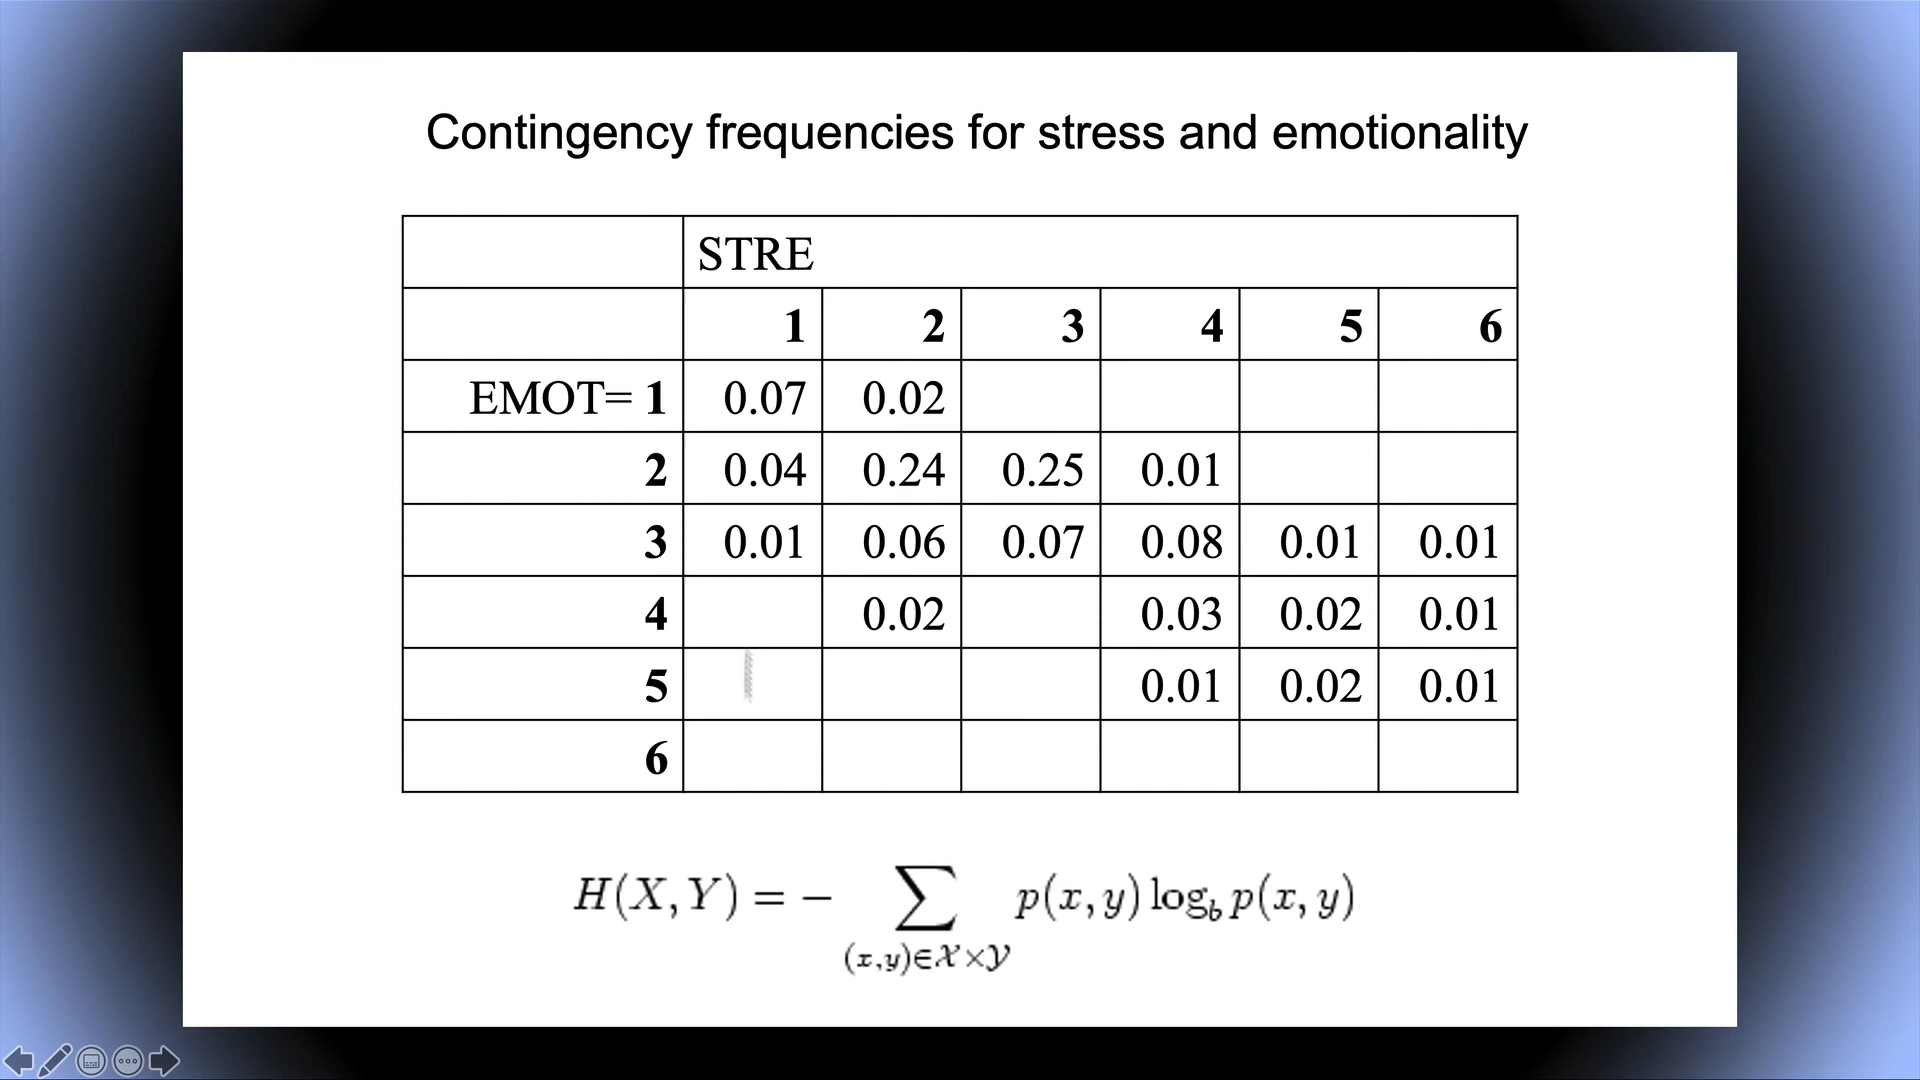 Contingency frequencies for stress and emotionality
STRE
1 2 3 4 5 6
EMOT= 1 0.07 0.02
2 0.04 0.24 0.25 0.01
3 0.01 0.06 0.07 0.08 0.01 0.01
4 0.02 0.03 0.02 0.01
5 0.01 0.02 0.01
6
H(X, Y) = − ∑ p(x, y) log_b p(x, y)
(x,y)∈𝒳×𝒴